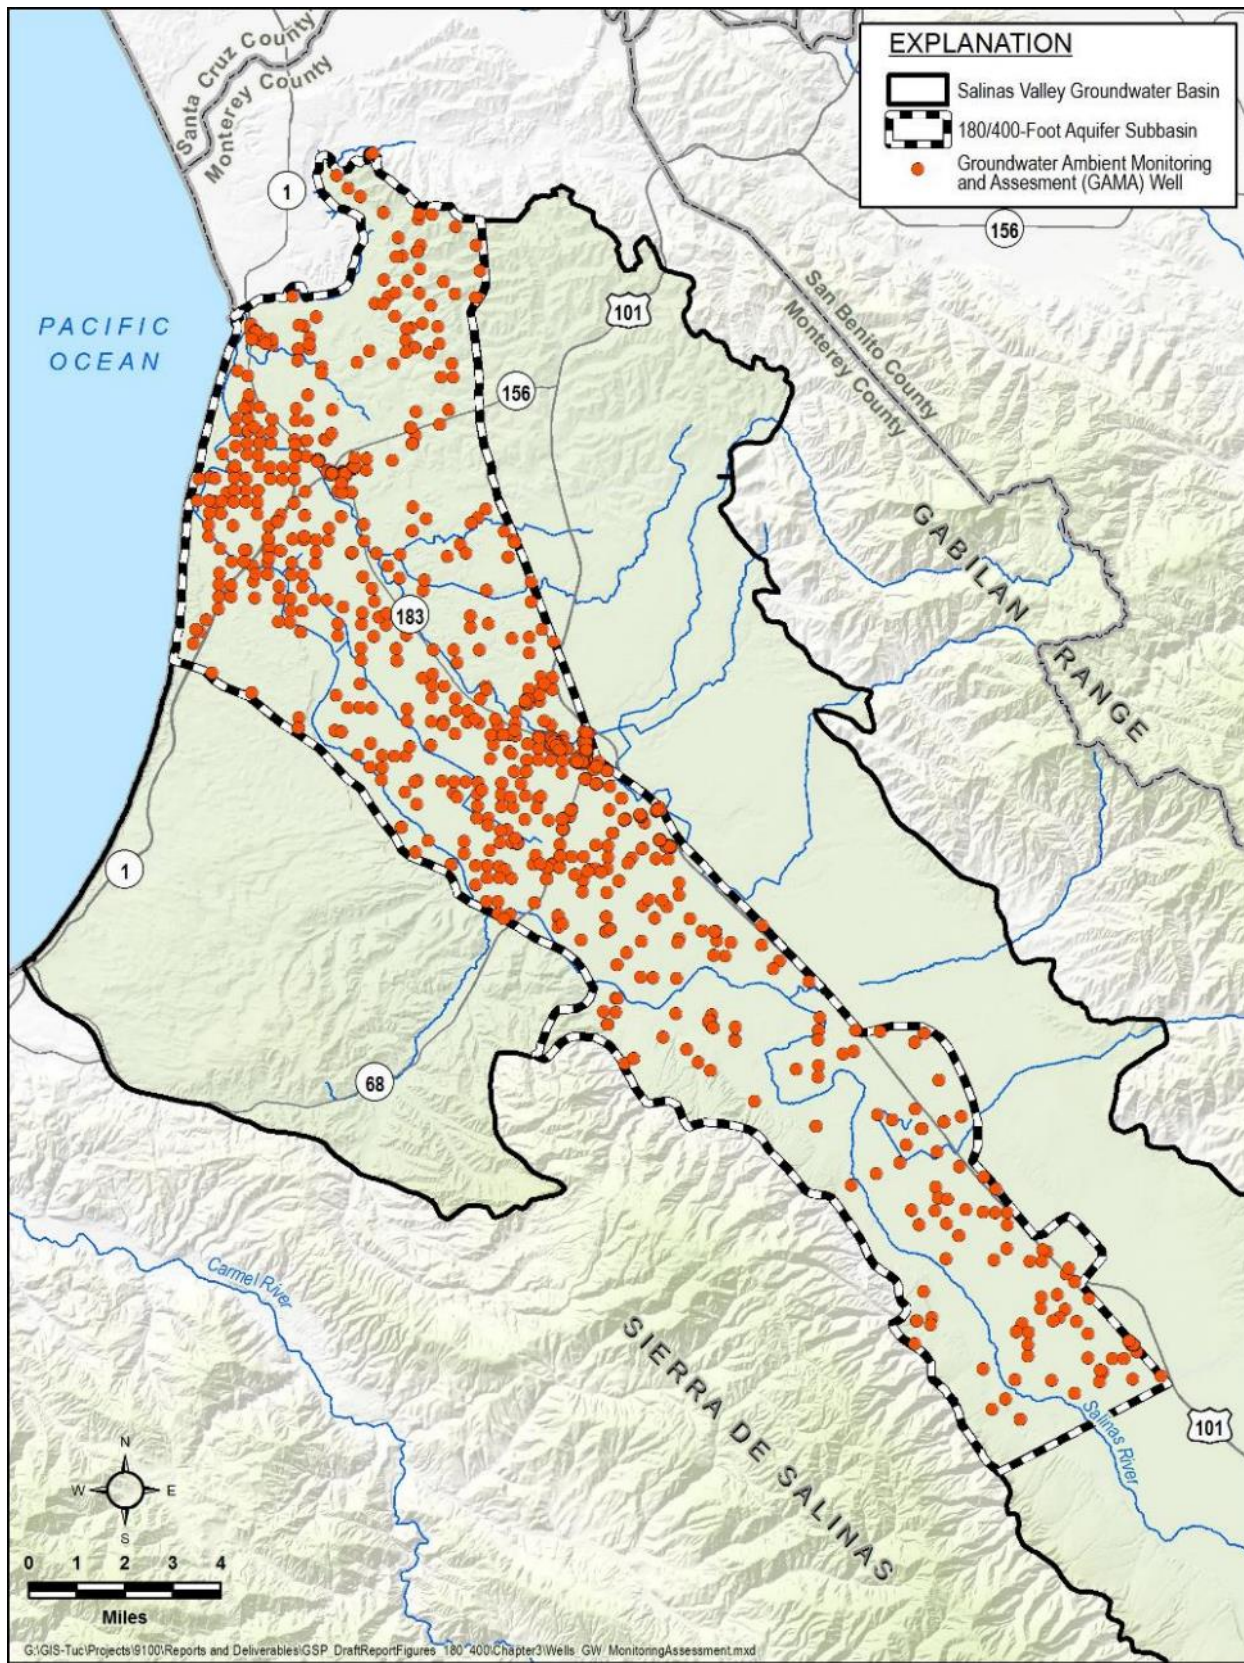 EXPLANATION
Salinas Valley Groundwater Basin
180/400-Foot Aquifer Subbasin
Groundwater Ambient Monitoring
and Assesment (GAMA) Well
Santa Cruz County
Monterey County
1
156
PACIFIC
OCEAN
101
San Benito County
Monterey County
156
GABILAN RANGE
183
1
68
Carmel River
SIERRA DE SALINAS
Salinas River
101
N
W
E
S
0 1 2 3 4
Miles
G:\GIS-Tuc\Projects\9100\Reports and Deliverables\GSP_DraftReportFigures_180_400\Chapter3\Wells_GW_MonitoringAssessment.mxd